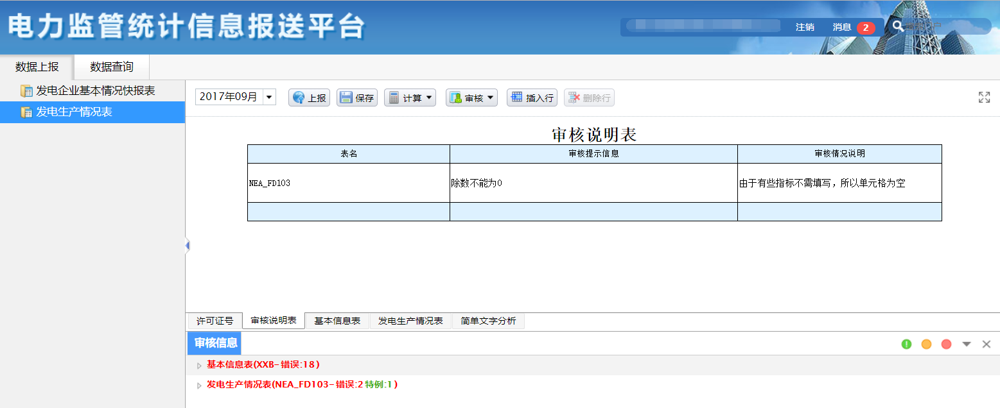 电力监管统计信息报送平台
注销 消息 2
数据上报 数据查询
发电企业基本情况快报表
发电生产情况表
2017年09月 上报 保存 计算 审核 插入行 删除行
审核说明表
表名 审核提示信息 审核情况说明
NEA_FD103 除数不能为0 由于有些指标不需填写，所以单元格为空
许可证号 审核说明表 基本信息表 发电生产情况表 简单文字分析
审核信息
基本信息表(XXB-错误:18)
发电生产情况表(NEA_FD103-错误:2 特例:1)